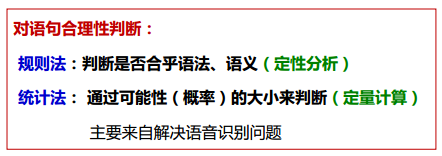 对语句合理性判断：
规则法：判断是否合乎语法、语义（定性分析）
统计法： 通过可能性（概率）的大小来判断（定量计算）
主要来自解决语音识别问题